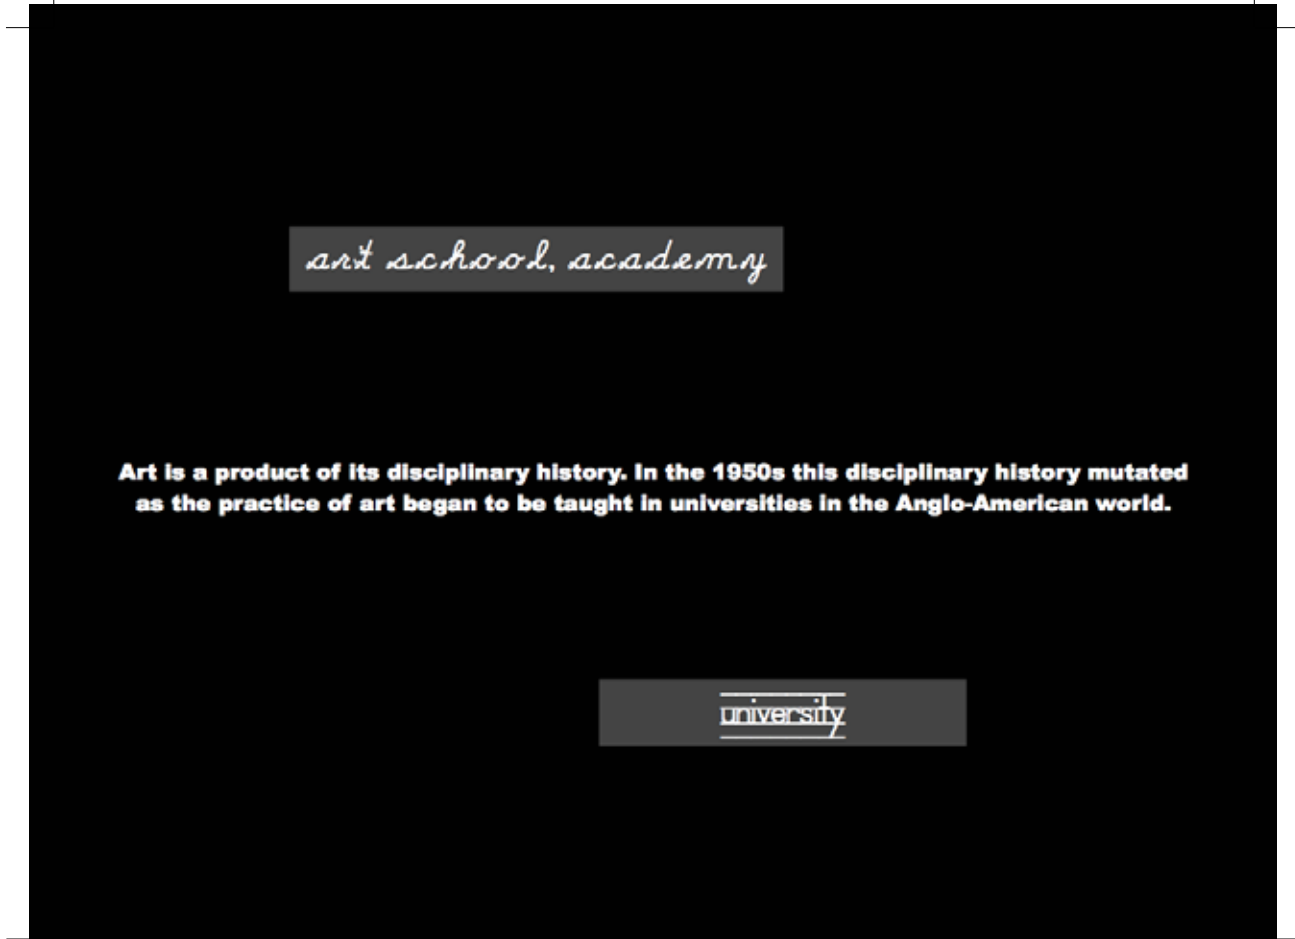 art school, academy
Art is a product of its disciplinary history. In the 1950s this disciplinary history mutated
as the practice of art began to be taught in universities in the Anglo-American world.
university